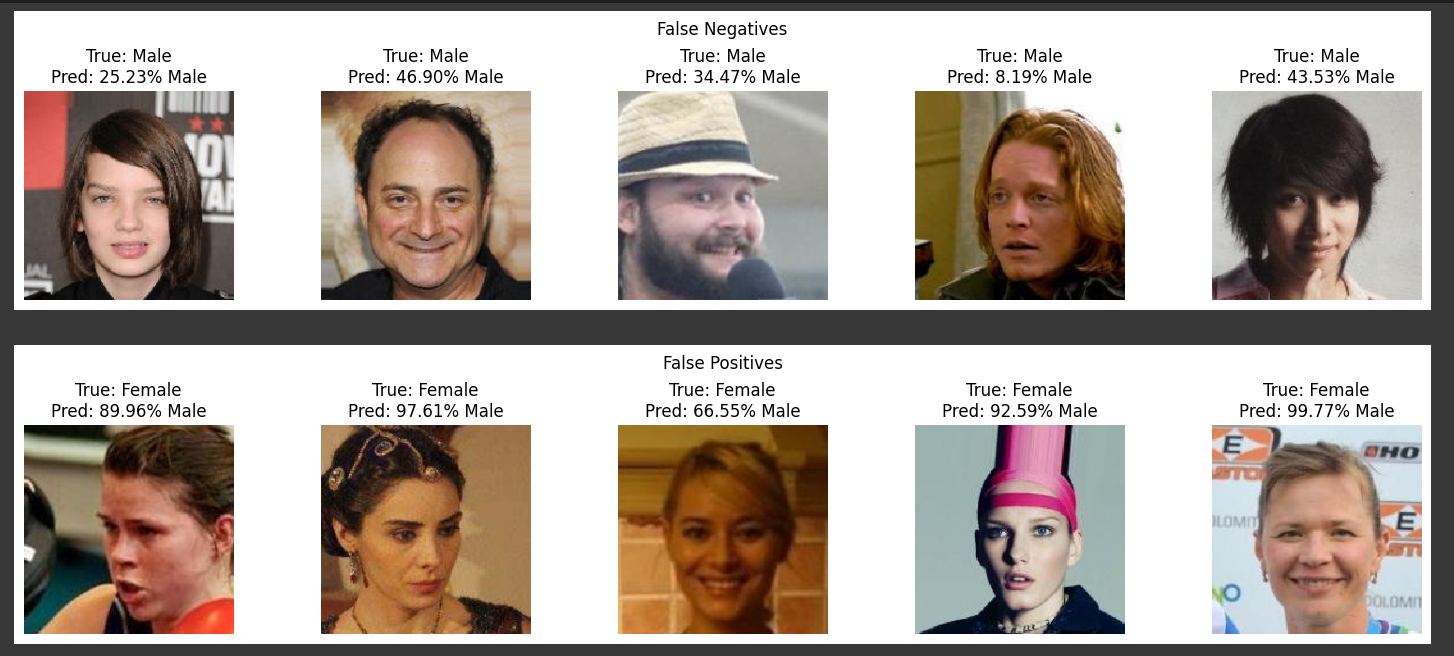 False Negatives
True: Male
Pred: 25.23% Male
True: Male
Pred: 46.90% Male
True: Male
Pred: 34.47% Male
True: Male
Pred: 8.19% Male
True: Male
Pred: 43.53% Male
False Positives
True: Female
Pred: 89.96% Male
True: Female
Pred: 97.61% Male
True: Female
Pred: 66.55% Male
True: Female
Pred: 92.59% Male
True: Female
Pred: 99.77% Male
E
HO
E
DOLOMIT